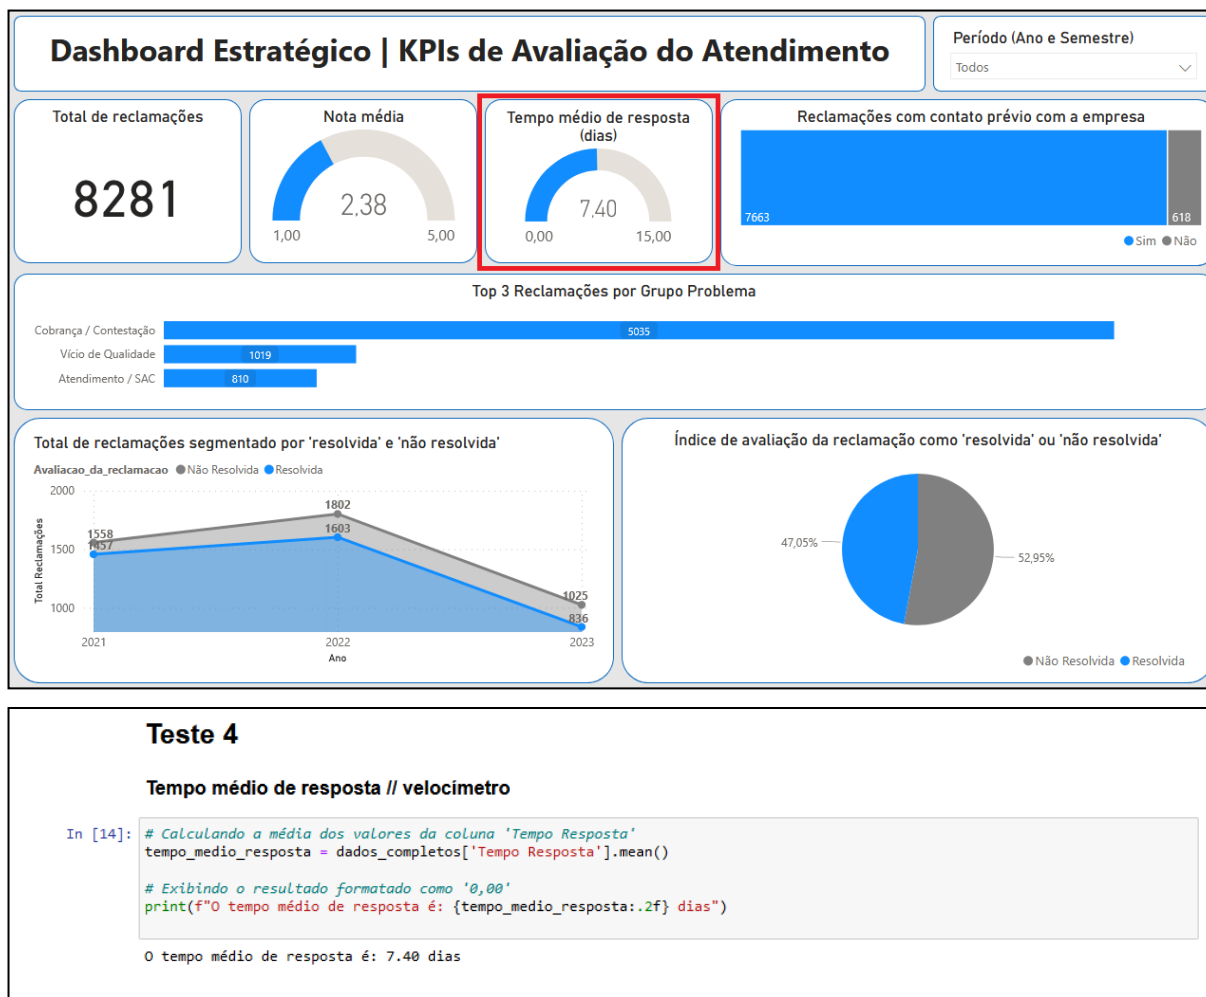 Dashboard Estratégico | KPIs de Avaliação do Atendimento
Período (Ano e Semestre)
Todos
Total de reclamações
8281
Nota média
2,38
1,00
5,00
Tempo médio de resposta
(dias)
7,40
0,00
15,00
Reclamações com contato prévio com a empresa
7663
618
Sim Não
Top 3 Reclamações por Grupo Problema
Cobrança / Contestação
5035
Vício de Qualidade
1019
Atendimento / SAC
810
Total de reclamações segmentado por 'resolvida' e 'não resolvida'
Avaliacao_da_reclamacao Não Resolvida Resolvida
Total Reclamações
2000
1500
1000
1558
1457
1802
1603
1025
836
2021
2022
2023
Ano
Índice de avaliação da reclamação como 'resolvida' ou 'não resolvida'
47,05%
52,95%
Não Resolvida Resolvida
Teste 4
Tempo médio de resposta // velocímetro
In [14]:
# Calculando a média dos valores da coluna 'Tempo Resposta'
tempo_medio_resposta = dados_completos['Tempo Resposta'].mean()
# Exibindo o resultado formatado como '0,00'
print(f"O tempo médio de resposta é: {tempo_medio_resposta:.2f} dias")
O tempo médio de resposta é: 7.40 dias